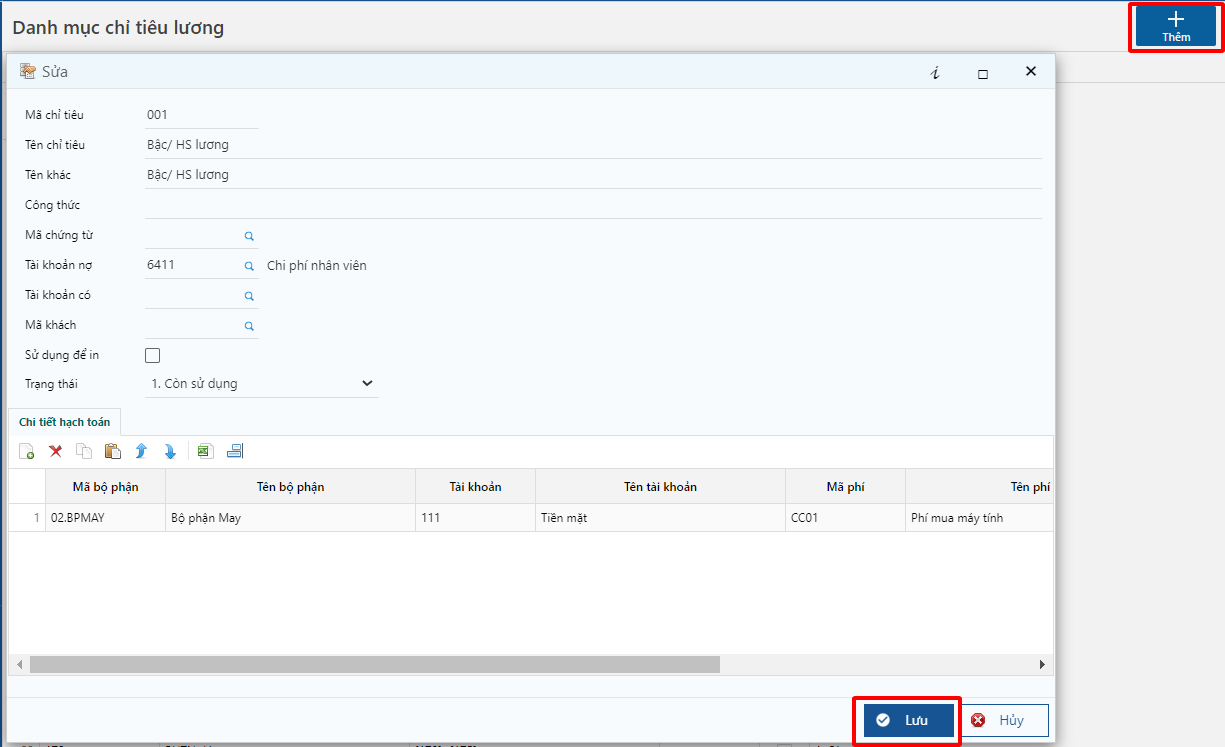 Danh mục chỉ tiêu lương
Thêm
Sửa
Mã chỉ tiêu 001
Tên chỉ tiêu Bậc/ HS lương
Tên khác Bậc/ HS lương
Công thức
Mã chứng từ
Tài khoản nợ 6411 Chi phí nhân viên
Tài khoản có
Mã khách
Sử dụng để in
Trạng thái 1. Còn sử dụng
Chi tiết hạch toán
Mã bộ phận Tên bộ phận Tài khoản Tên tài khoản Mã phí Tên phí
1 02.BPMAY Bộ phận May 111 Tiền mặt CC01 Phí mua máy tính
Lưu Hủy